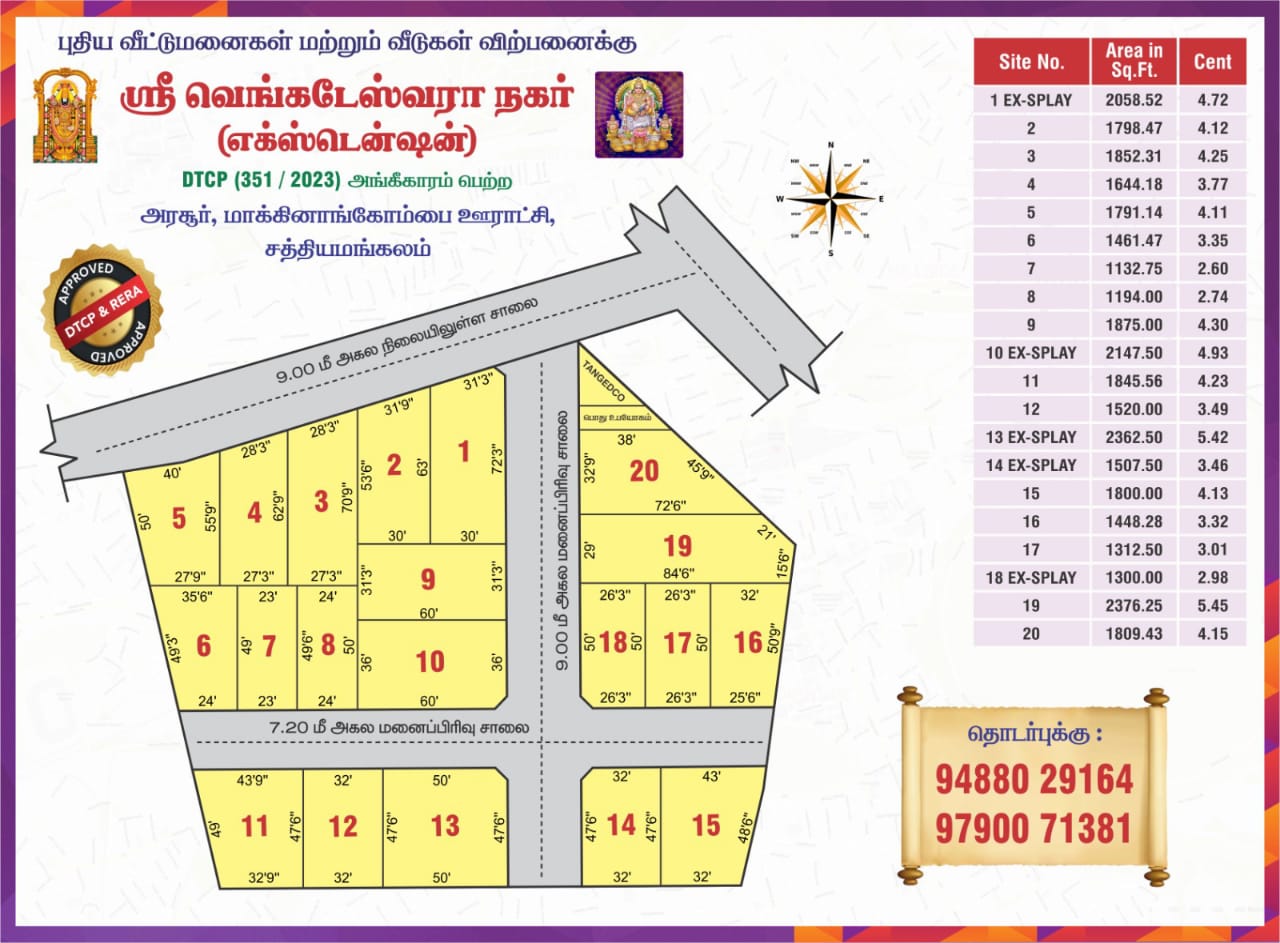 புதிய வீட்டுமனைகள் மற்றும் வீடுகள் விற்பனைக்கு
ஸ்ரீ வெங்கடேஸ்வரா நகர்
(எக்ஸ்டென்ஷன்)
DTCP (351 / 2023) அங்கீகாரம் பெற்ற
அரசூர், மாக்கினாங்கோம்பை ஊராட்சி,
சத்தியமங்கலம்
APPROVED
DTCP & RERA
APPROVED
N
W E
S
NW NE
SW SE
Site No. Area in Sq.Ft. Cent
1 EX-SPLAY 2058.52 4.72
2 1798.47 4.12
3 1852.31 4.25
4 1644.18 3.77
5 1791.14 4.11
6 1461.47 3.35
7 1132.75 2.60
8 1194.00 2.74
9 1875.00 4.30
10 EX-SPLAY 2147.50 4.93
11 1845.56 4.23
12 1520.00 3.49
13 EX-SPLAY 2362.50 5.42
14 EX-SPLAY 1507.50 3.46
15 1800.00 4.13
16 1448.28 3.32
17 1312.50 3.01
18 EX-SPLAY 1300.00 2.98
19 2376.25 5.45
20 1809.43 4.15
9.00 மீ அகல நிலையிலுள்ள சாலை
9.00 மீ அகல மனைப்பிரிவு சாலை
7.20 மீ அகல மனைப்பிரிவு சாலை
TANGEDCO
பொது உபயோகம்
40' 50' 5 55'9" 27'9"
28'3" 4 62'9" 27'3"
28'3" 3 70'9" 27'3"
31'9" 53'6" 2 63' 30'
31'3" 1 72'3" 30'
31'3" 9 31'3" 60'
36' 10 36' 60'
35'6" 49'3" 6 24'
23' 49' 7 23'
24' 49'6" 8 50' 24'
38' 32'9" 20 45'9" 72'6"
29' 19 21' 15'6" 84'6"
26'3" 50' 18 50' 26'3"
26'3" 17 50' 26'3"
32' 16 50'9" 25'6"
43'9" 49' 11 47'6" 32'9"
32' 12 32'
50' 47'6" 13 47'6" 50'
32' 47'6" 14 47'6" 32'
43' 15 48'6" 32'
தொடர்புக்கு :
94880 29164
97900 71381